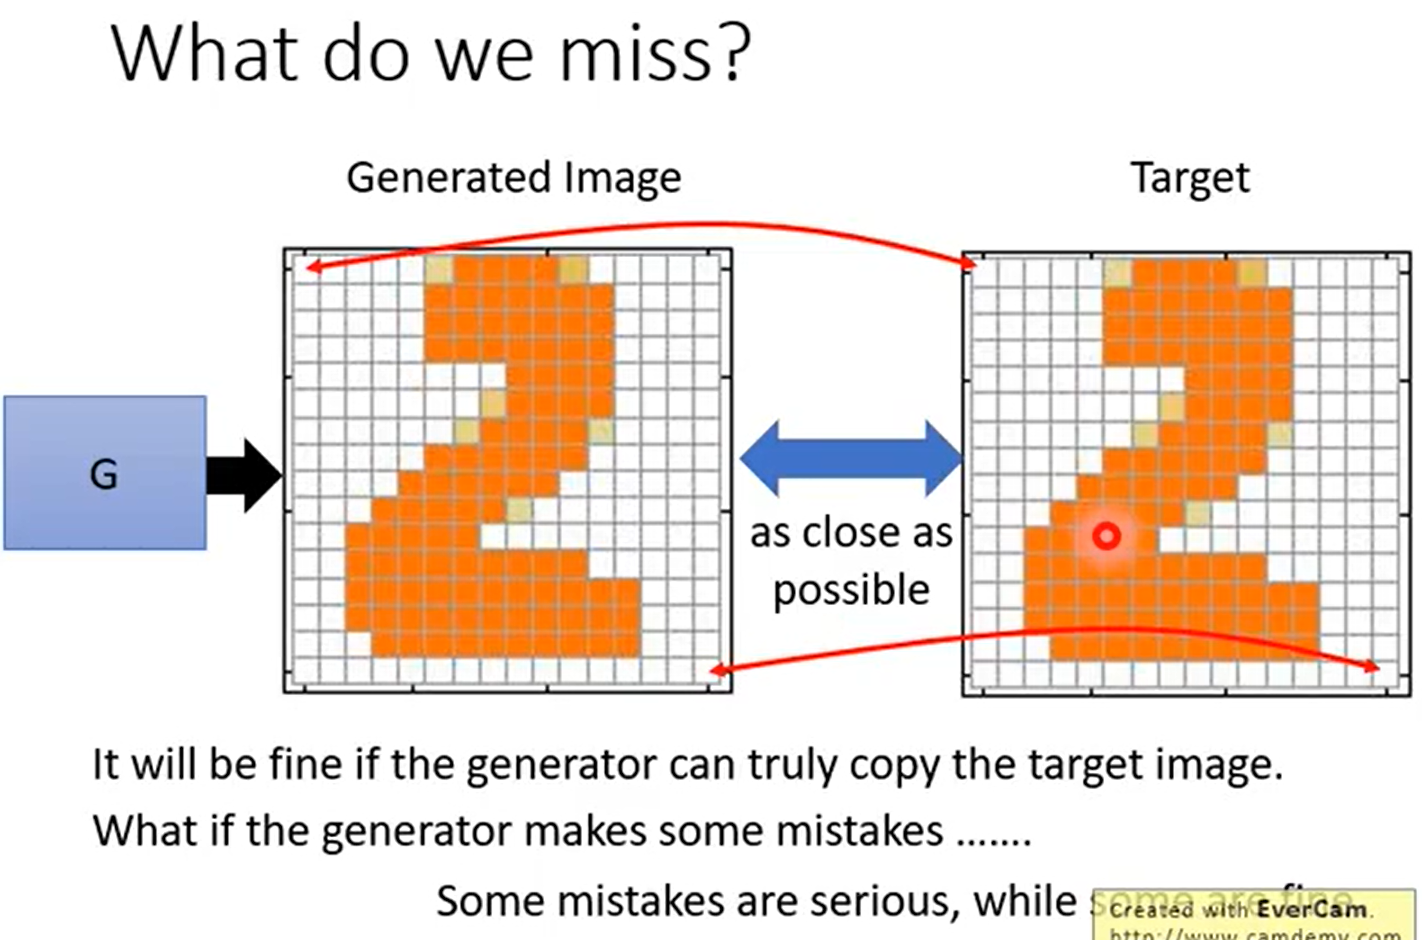 What do we miss?
Generated Image
Target
G
as close as
possible
It will be fine if the generator can truly copy the target image.
What if the generator makes some mistakes …….
Some mistakes are serious, while some are fine.
Created with EverCam.
http://www.camdemy.com